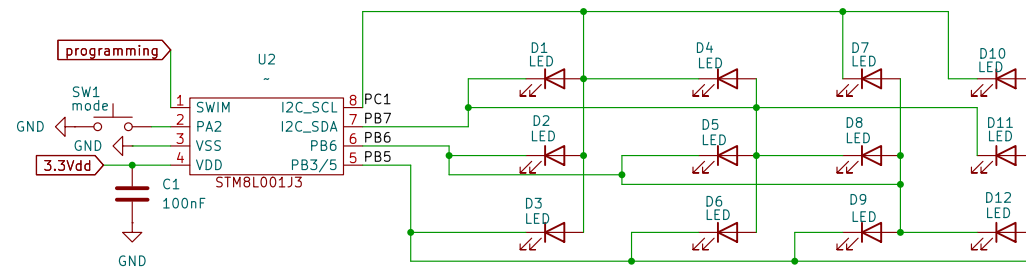 programming
U2
~
SW1
mode
GND
GND
3.3Vdd
1
2
3
4
SWIM
PA2
VSS
VDD
I2C_SCL
I2C_SDA
PB6
PB3/5
8
7
6
5
PC1
PB7
PB6
PB5
STM8L001J3
C1
100nF
GND
D1
LED
D4
LED
D7
LED
D10
LED
D2
LED
D5
LED
D8
LED
D11
LED
D3
LED
D6
LED
D9
LED
D12
LED